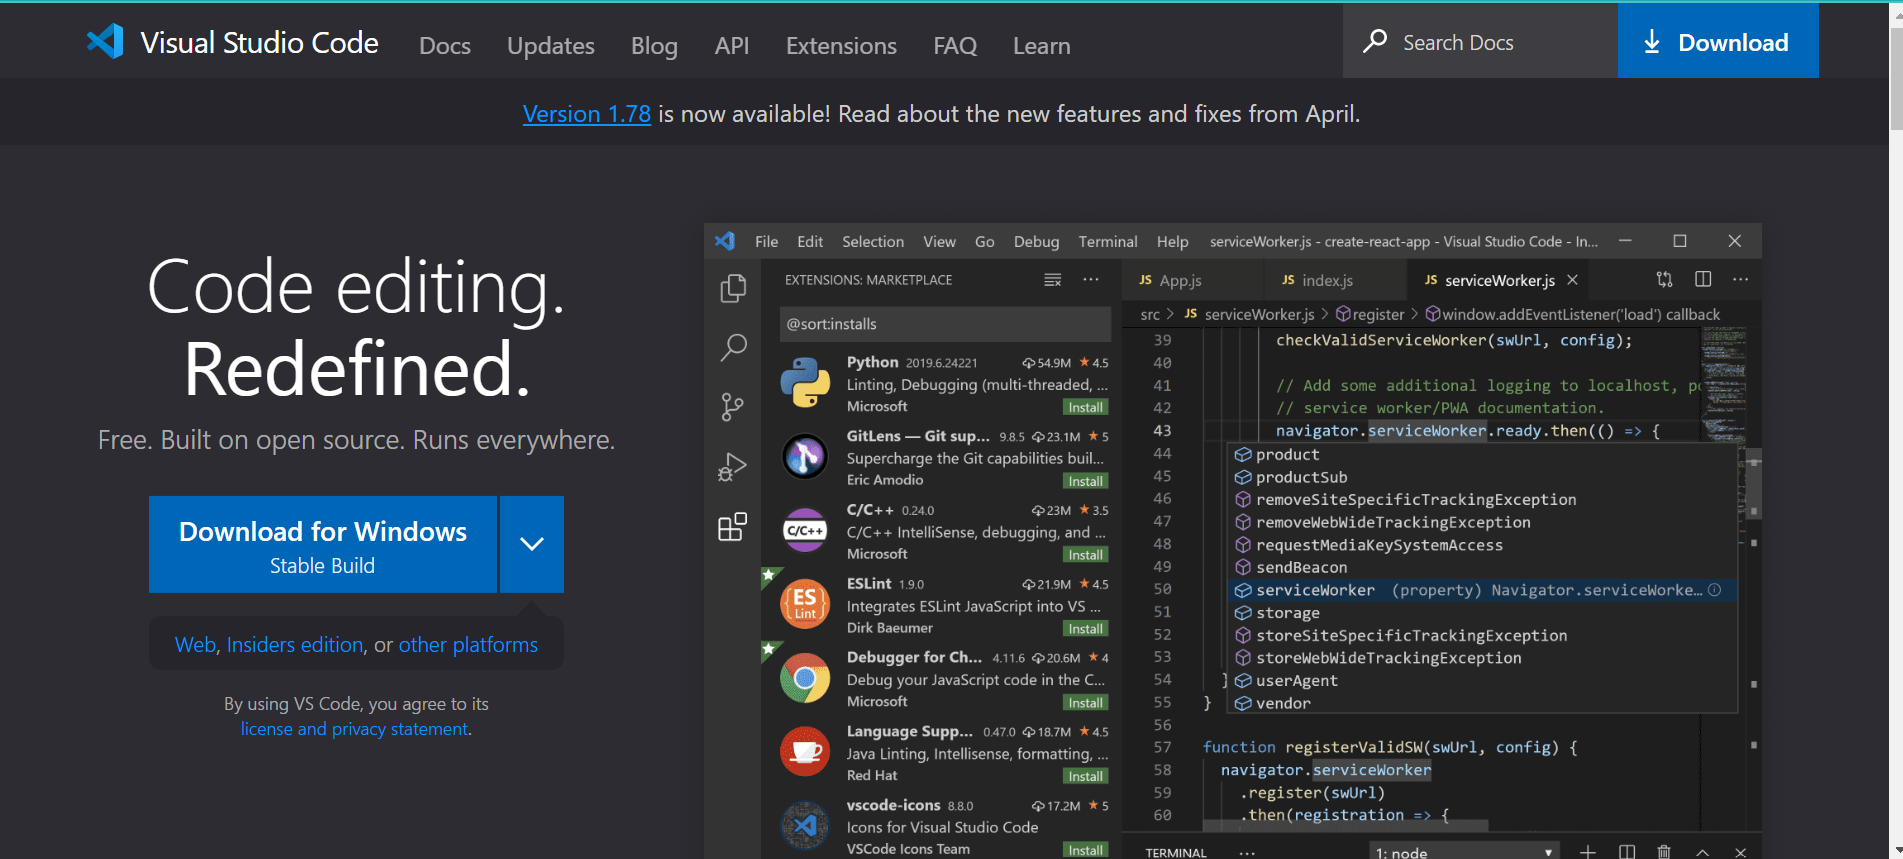 Visual Studio Code Docs Updates Blog API Extensions FAQ Learn Search Docs Download
Version 1.78 is now available! Read about the new features and fixes from April.
Code editing.
Redefined.
Free. Built on open source. Runs everywhere.
Download for Windows
Stable Build
Web, Insiders edition, or other platforms
By using VS Code, you agree to its
license and privacy statement.
File Edit Selection View Go Debug Terminal Help serviceWorker.js - create-react-app - Visual Studio Code - In...
EXTENSIONS: MARKETPLACE ...
@sort:installs
Python 2019.6.24221 54.9M ★ 4.5
Linting, Debugging (multi-threaded, ...
Microsoft Install
GitLens — Git sup... 9.8.5 23.1M ★ 5
Supercharge the Git capabilities buil...
Eric Amodio Install
C/C++
C/C++ 0.24.0 23M ★ 3.5
C/C++ IntelliSense, debugging, and ...
Microsoft Install
ES
Lint
ESLint 1.9.0 21.9M ★ 4.5
Integrates ESLint JavaScript into VS ...
Dirk Baeumer Install
Debugger for Ch... 4.11.6 20.6M ★ 4
Debug your JavaScript code in the C...
Microsoft Install
Language Supp... 0.47.0 18.7M ★ 4.5
Java Linting, Intellisense, formatting, ...
Red Hat Install
vscode-icons 8.8.0 17.2M ★ 5
Icons for Visual Studio Code
VSCode Icons Team Install
JS App.js JS index.js JS serviceWorker.js ...
src > JS serviceWorker.js > register > window.addEventListener('load') callback
39 checkValidServiceWorker(swUrl, config);
40
41 // Add some additional logging to localhost, po
42 // service worker/PWA documentation.
43 navigator.serviceWorker.ready.then(() => {
44 product
45 productSub
46 removeSiteSpecificTrackingException
47 removeWebWideTrackingException
48 requestMediaKeySystemAccess
49 sendBeacon
50 serviceWorker (property) Navigator.serviceWorke...
51 storage
52 storeSiteSpecificTrackingException
53 storeWebWideTrackingException
54 } userAgent
55 } vendor
56
57 function registerValidSW(swUrl, config) {
58 navigator.serviceWorker
59 .register(swUrl)
60 .then(registration => {
TERMINAL ... 1: node